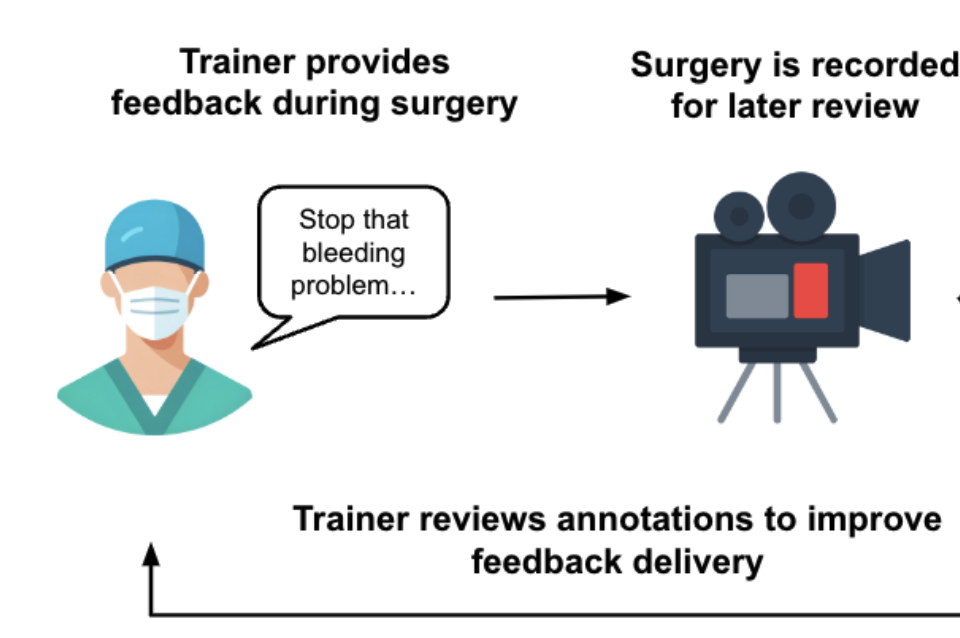 Trainer provides
feedback during surgery
Surgery is recorded
for later review
Stop that
bleeding
problem…
Trainer reviews annotations to improve
feedback delivery